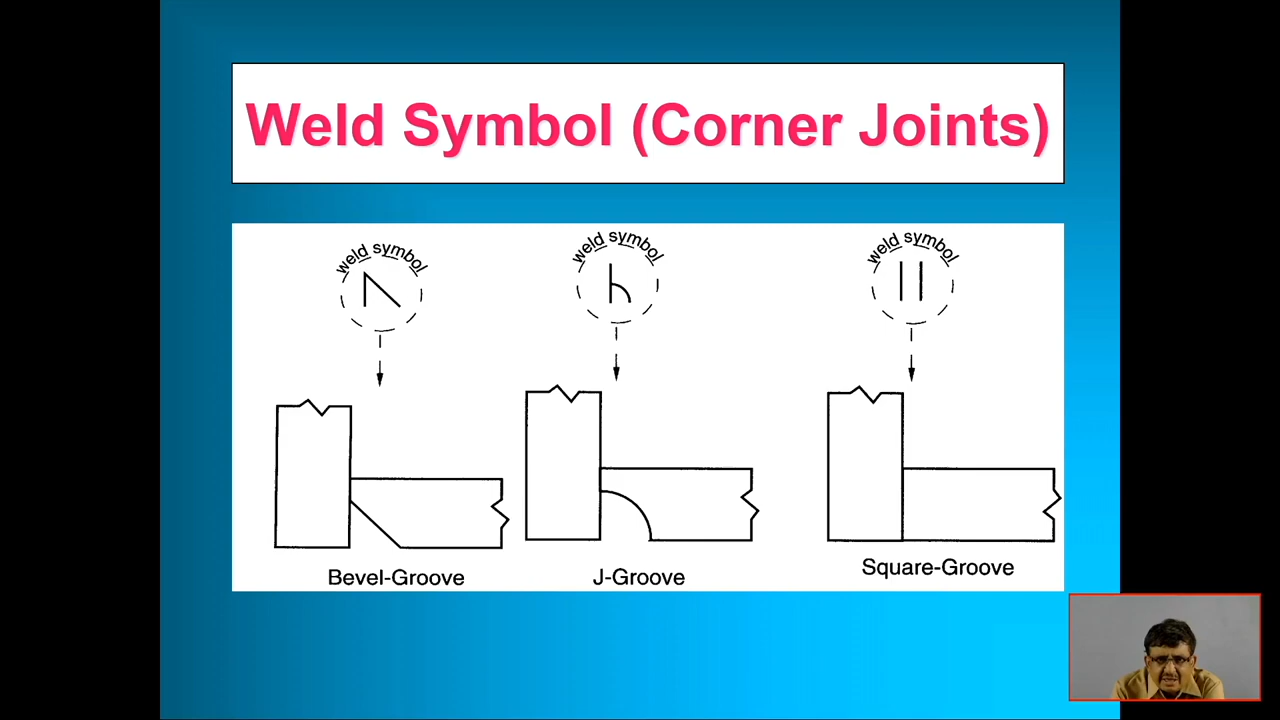 Weld Symbol (Corner Joints)
weld symbol
weld symbol
weld symbol
Bevel-Groove
J-Groove
Square-Groove